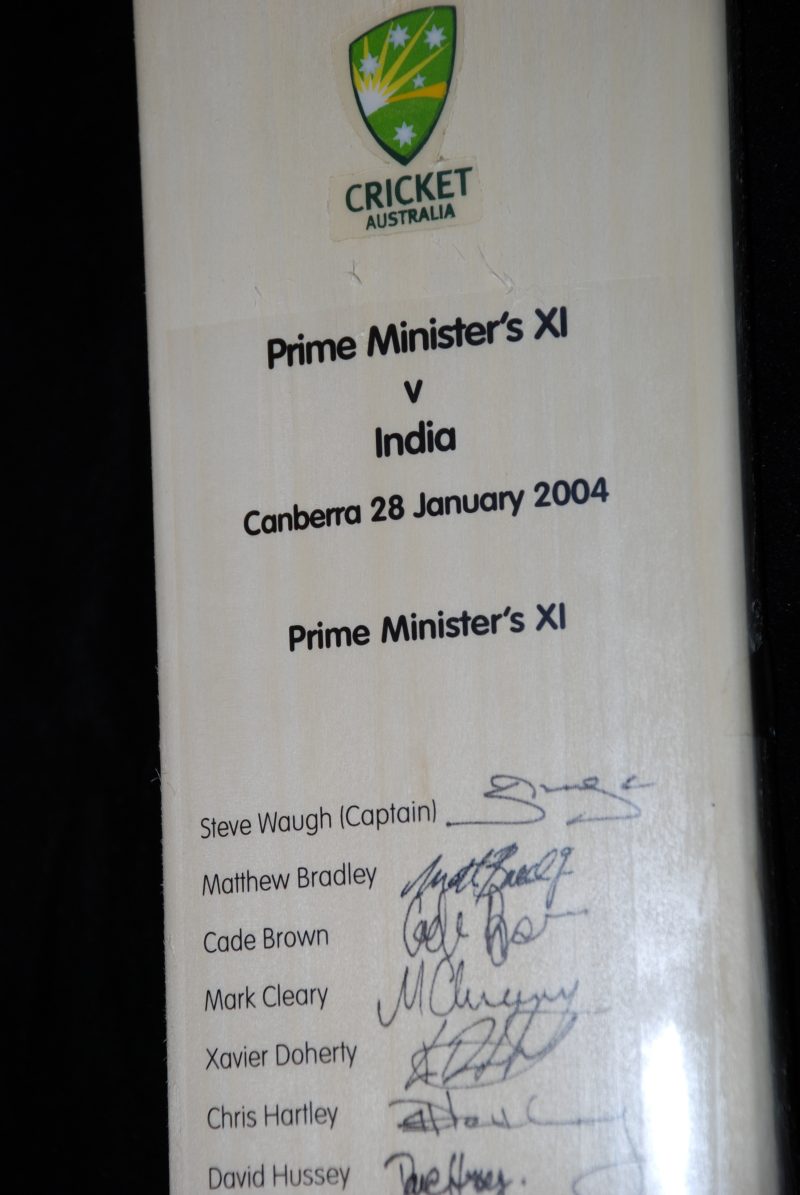 CRICKET
AUSTRALIA
Prime Minister's XI
v
India
Canberra 28 January 2004
Prime Minister's XI
Steve Waugh (Captain)
Matthew Bradley
Cade Brown
Mark Cleary
Xavier Doherty
Chris Hartley
David Hussey